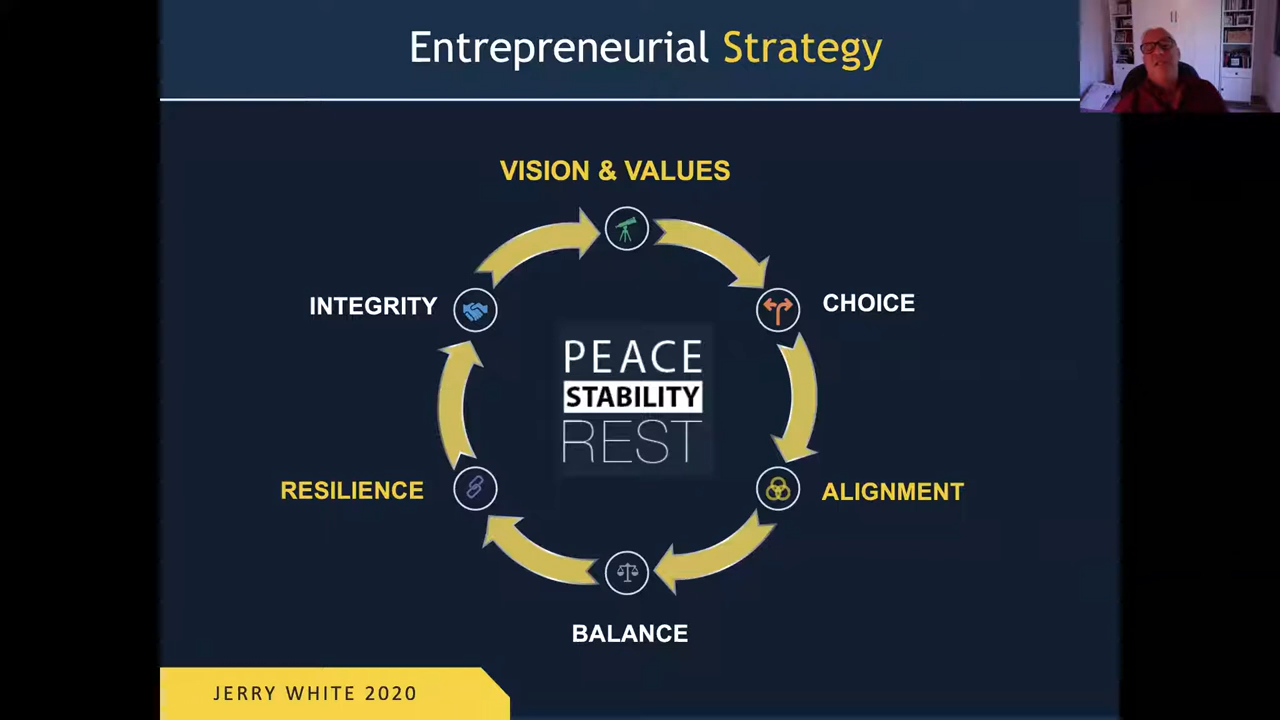 Entrepreneurial Strategy
VISION & VALUES
INTEGRITY
CHOICE
PEACE
STABILITY
REST
RESILIENCE
ALIGNMENT
BALANCE
JERRY WHITE 2020